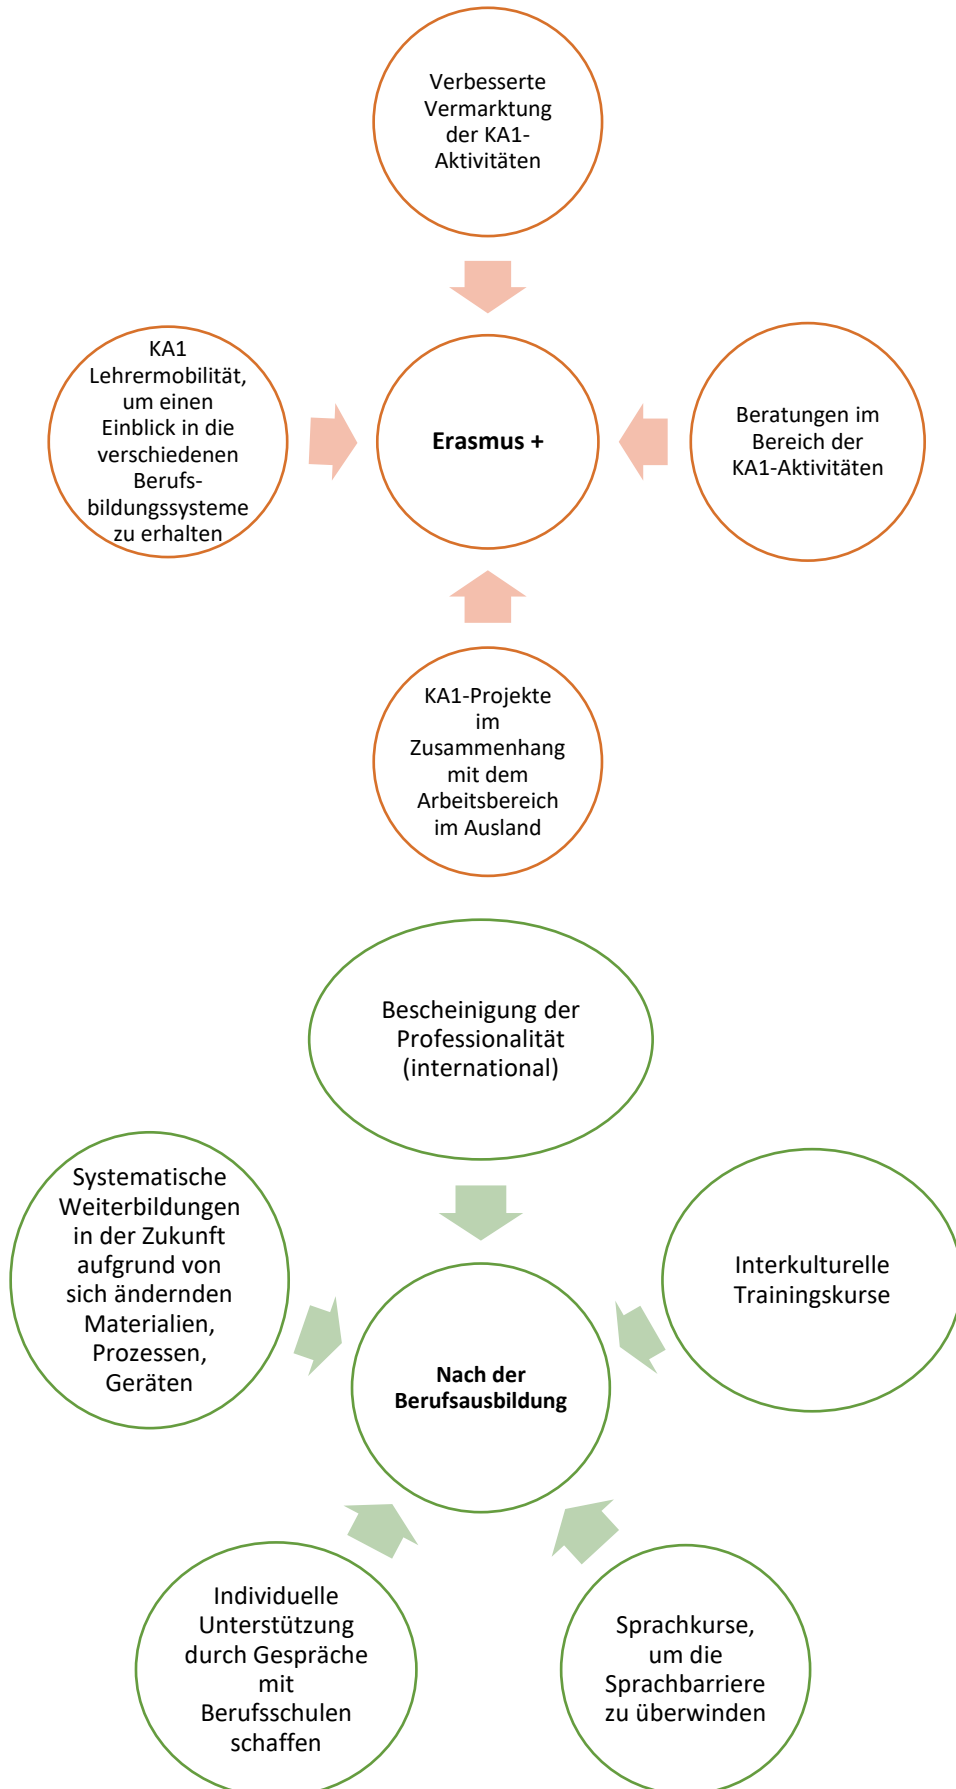 Verbesserte
Vermarktung
der KA1-
Aktivitäten
KA1
Lehrermobilität,
um einen
Einblick in die
verschiedenen
Berufs-
bildungssysteme
zu erhalten
Erasmus +
Beratungen im
Bereich der
KA1-Aktivitäten
KA1-Projekte
im
Zusammenhang
mit dem
Arbeitsbereich
im Ausland
Bescheinigung der
Professionalität
(international)
Systematische
Weiterbildungen
in der Zukunft
aufgrund von
sich ändernden
Materialien,
Prozessen,
Geräten
Interkulturelle
Trainingskurse
Nach der
Berufsausbildung
Individuelle
Unterstützung
durch Gespräche
mit
Berufsschulen
schaffen
Sprachkurse,
um die
Sprachbarriere
zu überwinden